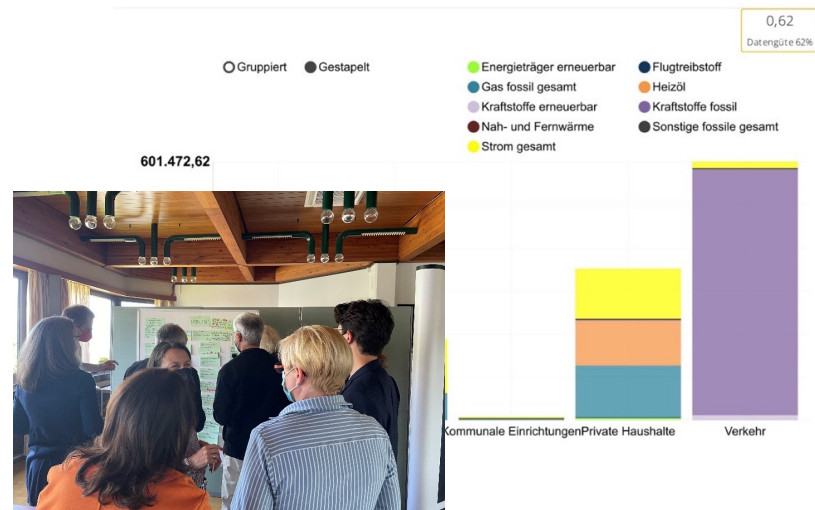 0,62
Datengüte 62%
Gruppiert Gestapelt
Energieträger erneuerbar Flugtreibstoff
Gas fossil gesamt Heizöl
Kraftstoffe erneuerbar Kraftstoffe fossil
Nah- und Fernwärme Sonstige fossile gesamt
Strom gesamt
601.472,62
Kommunale Einrichtungen Private Haushalte Verkehr